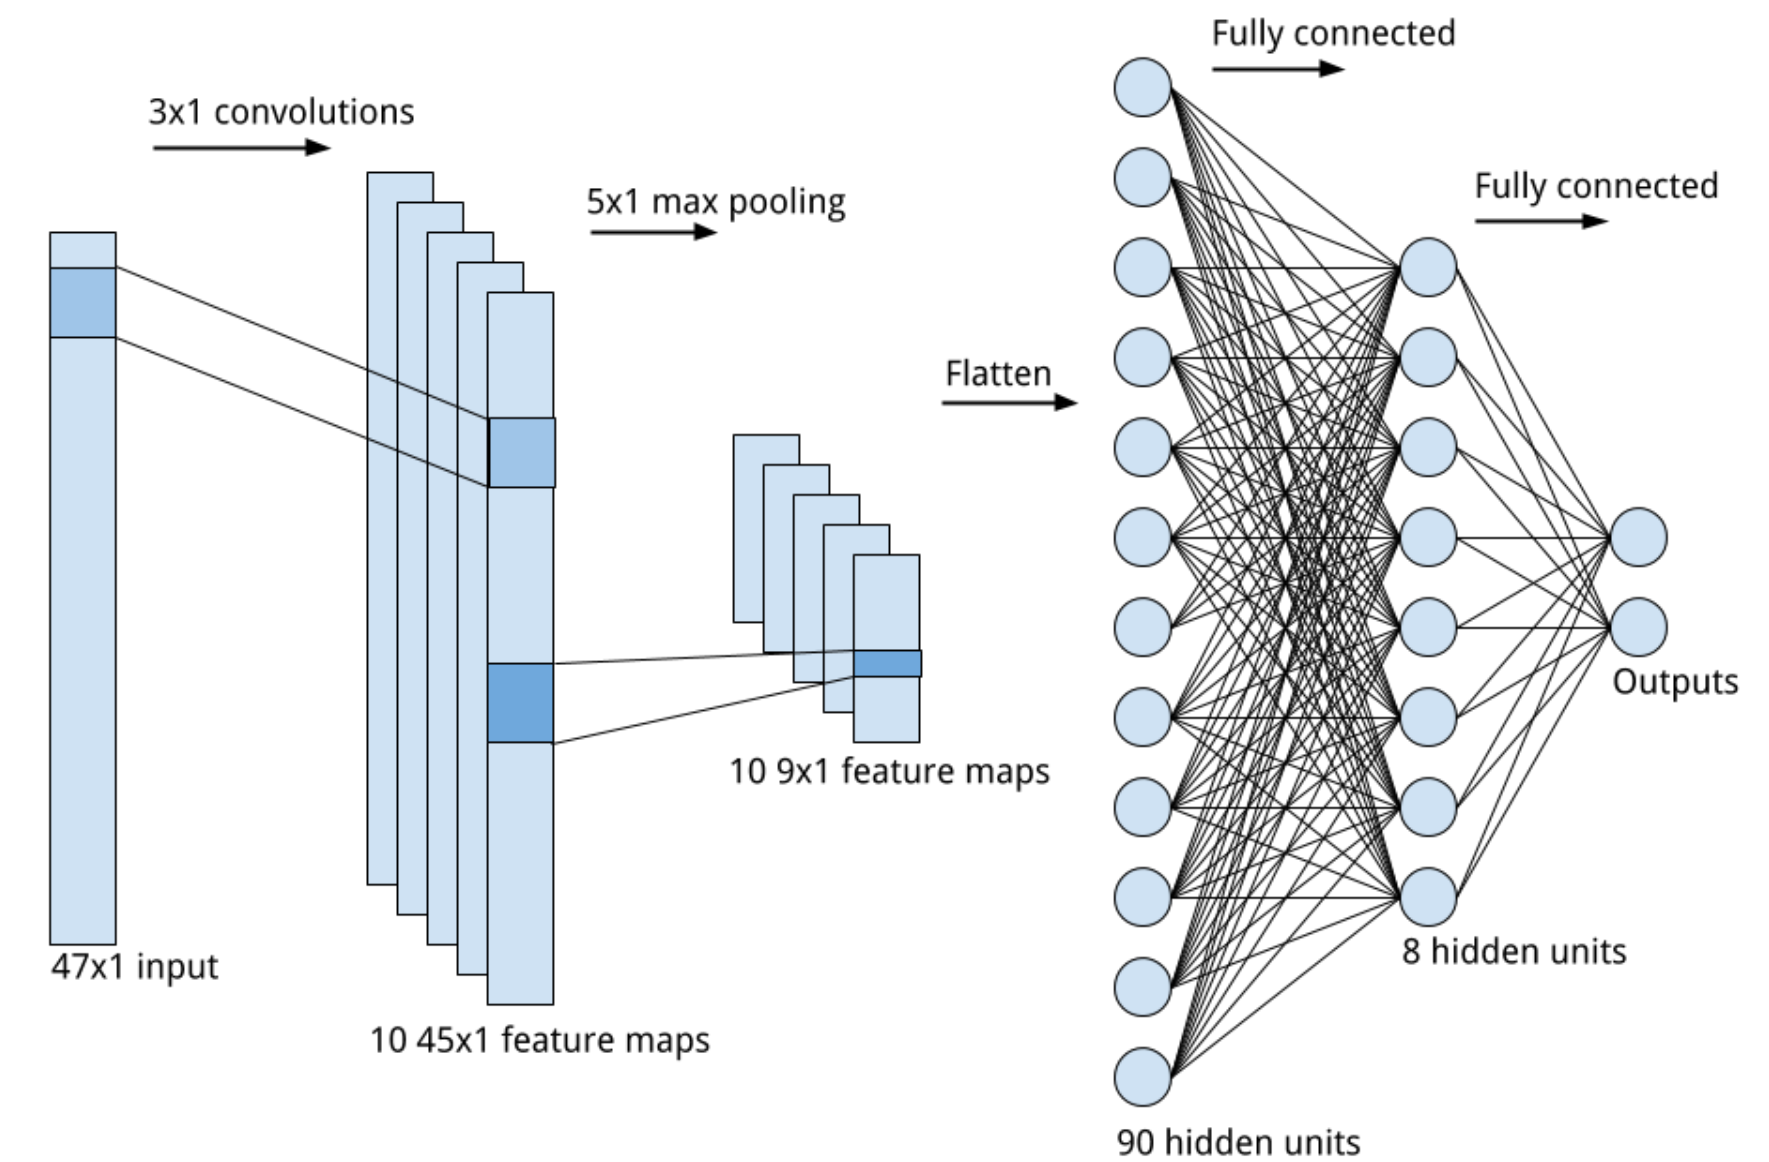 Fully connected
3x1 convolutions
5x1 max pooling
Fully connected
Flatten
Outputs
10 9x1 feature maps
8 hidden units
47x1 input
10 45x1 feature maps
90 hidden units